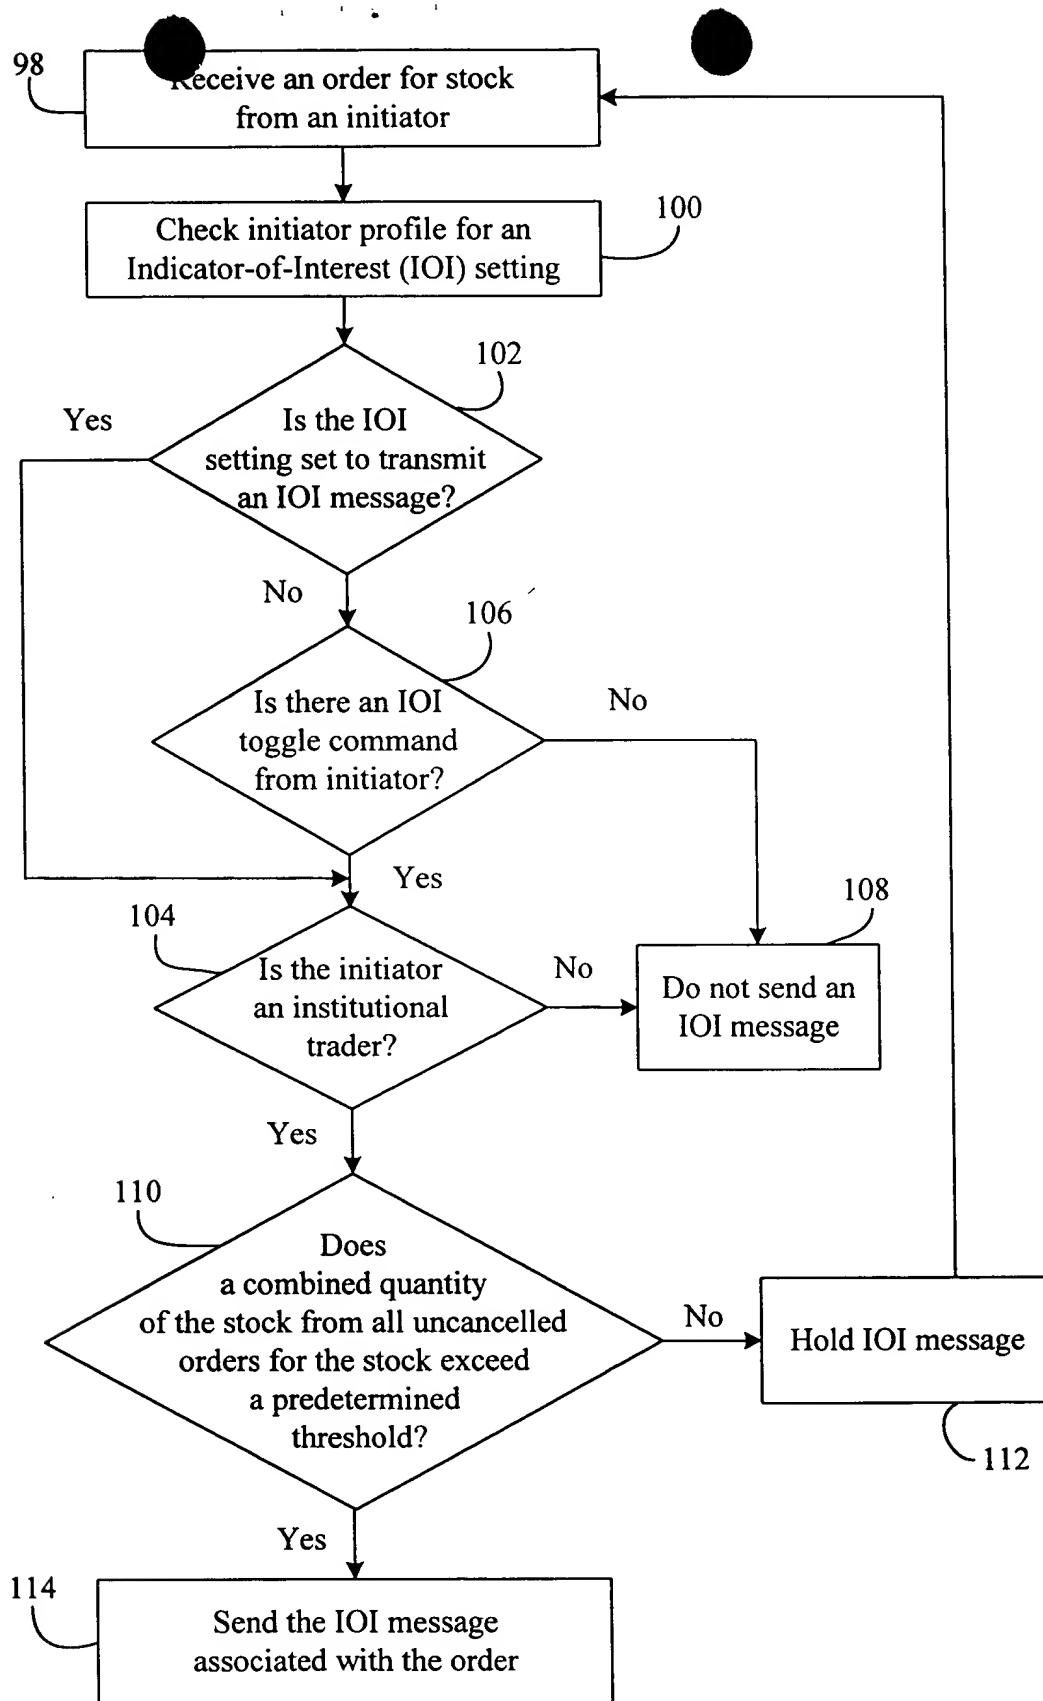 98
Receive an order for stock
from an initiator
100
Check initiator profile for an
Indicator-of-Interest (IOI) setting
102
Yes
Is the IOI
setting set to transmit
an IOI message?
No
106
Is there an IOI
toggle command
from initiator?
No
Yes
104
108
Is the initiator
an institutional
trader?
No
Do not send an
IOI message
Yes
110
Does
a combined quantity
of the stock from all uncancelled
orders for the stock exceed
a predetermined
threshold?
No
Hold IOI message
112
Yes
114
Send the IOI message
associated with the order